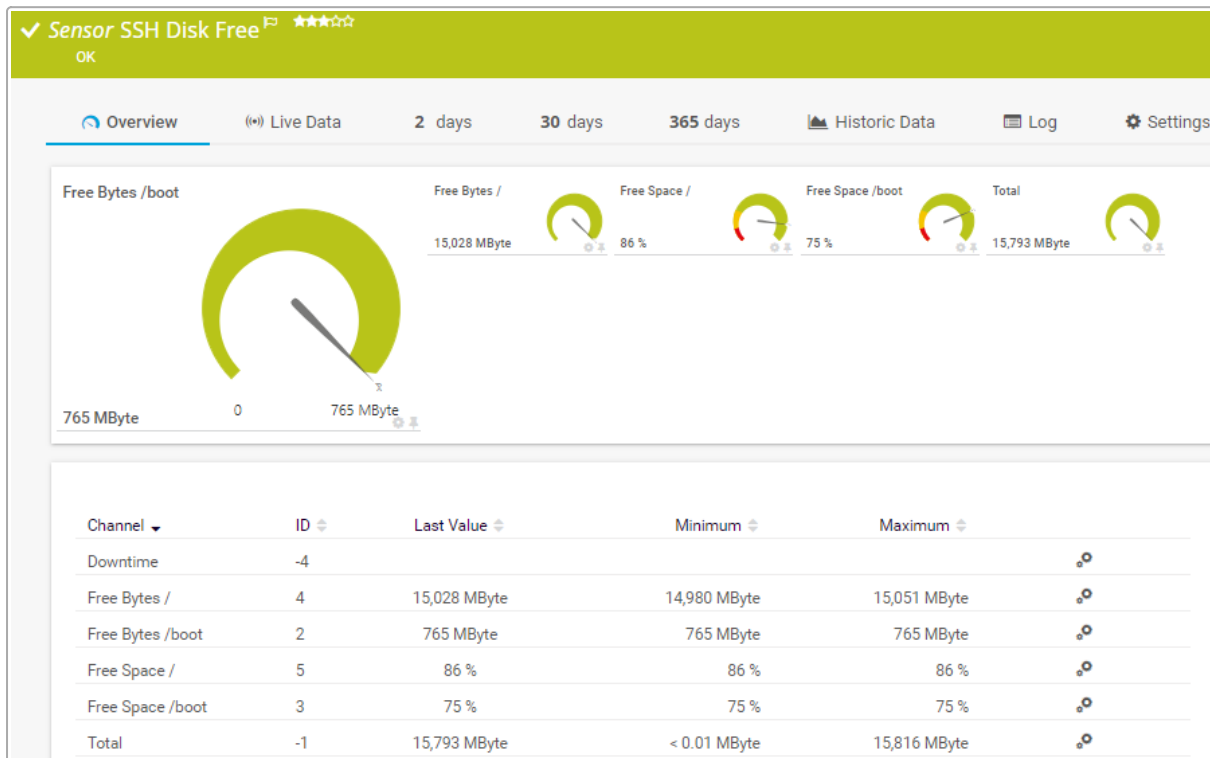 Sensor SSH Disk Free
OK
Overview Live Data 2 days 30 days 365 days Historic Data Log Settings
Free Bytes /boot
765 MByte
0 765 MByte
Free Bytes /
15,028 MByte
Free Space /
86 %
Free Space /boot
75 %
Total
15,793 MByte
Channel ID Last Value Minimum Maximum
Downtime -4
Free Bytes / 4 15,028 MByte 14,980 MByte 15,051 MByte
Free Bytes /boot 2 765 MByte 765 MByte 765 MByte
Free Space / 5 86 % 86 % 86 %
Free Space /boot 3 75 % 75 % 75 %
Total -1 15,793 MByte < 0.01 MByte 15,816 MByte